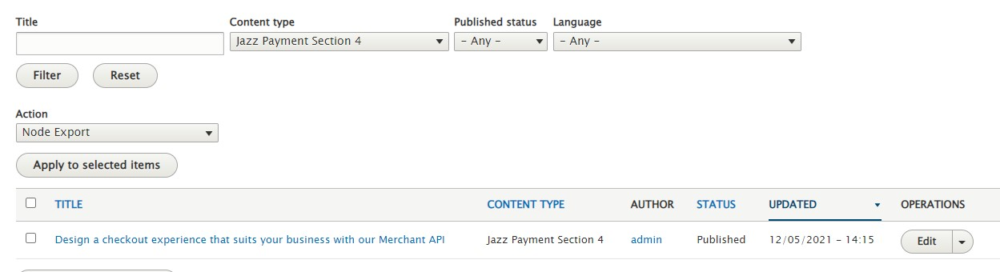 Title Content type Published status Language
Jazz Payment Section 4 - Any - - Any -
Filter Reset
Action
Node Export
Apply to selected items
TITLE CONTENT TYPE AUTHOR STATUS UPDATED OPERATIONS
Design a checkout experience that suits your business with our Merchant API Jazz Payment Section 4 admin Published 12/05/2021 - 14:15 Edit